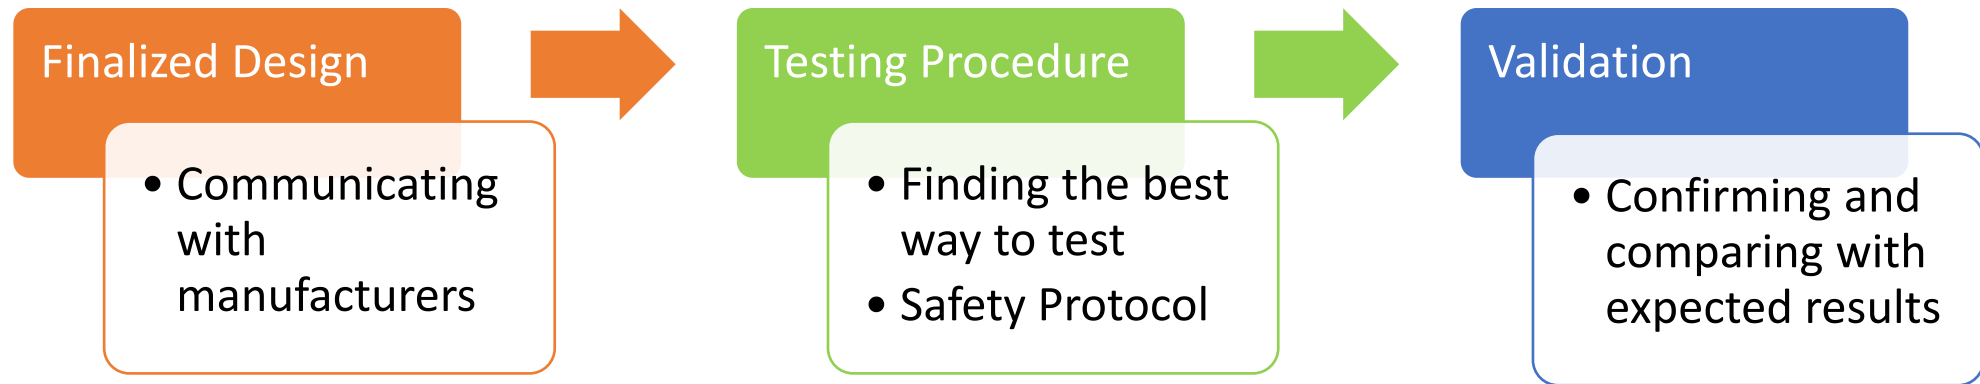 Finalized Design
• Communicating
with
manufacturers
Testing Procedure
• Finding the best
way to test
• Safety Protocol
Validation
• Confirming and
comparing with
expected results